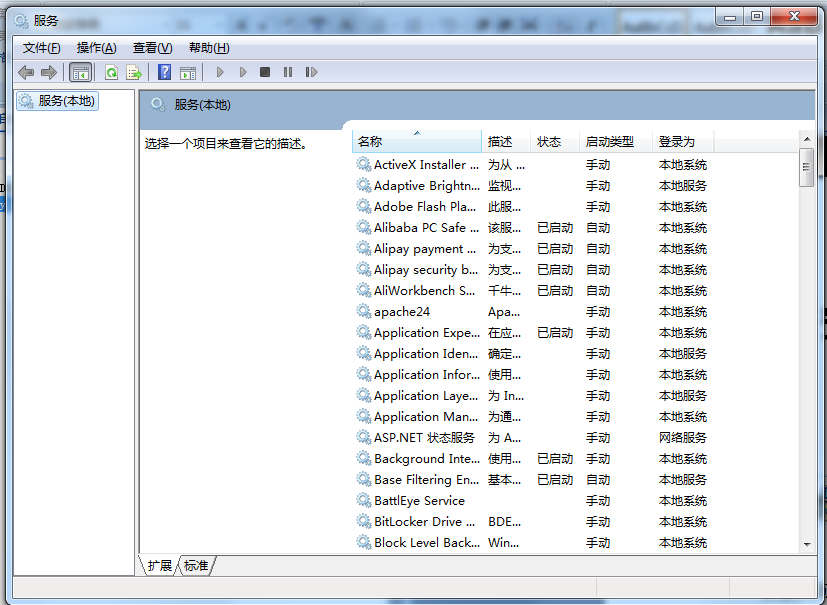 服务
文件(F) 操作(A) 查看(V) 帮助(H)
服务(本地)
服务(本地)
选择一个项目来查看它的描述。
名称 描述 状态 启动类型 登录为
ActiveX Installer ... 为从 ... 手动 本地系统
Adaptive Brightn... 监视... 手动 本地服务
Adobe Flash Pla... 此服... 手动 本地系统
Alibaba PC Safe ... 该服... 已启动 自动 本地系统
Alipay payment ... 为支... 已启动 自动 本地系统
Alipay security b... 为支... 已启动 自动 本地系统
AliWorkbench S... 千牛... 已启动 自动 本地系统
apache24 Apa... 手动 本地系统
Application Expe... 在应... 已启动 手动 本地系统
Application Iden... 确定... 手动 本地服务
Application Infor... 使用... 手动 本地系统
Application Laye... 为 In... 手动 本地服务
Application Man... 为通... 手动 本地系统
ASP.NET 状态服务 为 A... 手动 网络服务
Background Inte... 使用... 已启动 手动 本地系统
Base Filtering En... 基本... 已启动 自动 本地服务
BattlEye Service 手动 本地系统
BitLocker Drive ... BDE... 手动 本地系统
Block Level Back... Win... 手动 本地系统
扩展 标准